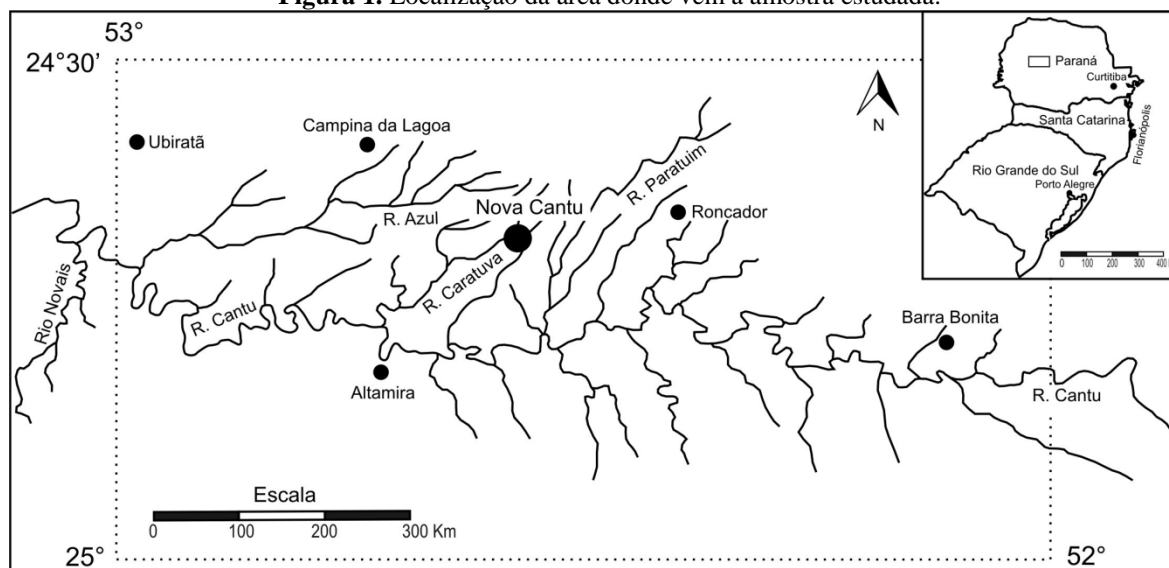 Figura 1. Localização da área donde vem a amostra estudada.
53°
24°30’
Ubiratã
Campina da Lagoa
N
R. Paratuim
R. Azul
Nova Cantu
Roncador
Rio Novais
R. Caratuva
R. Cantu
Barra Bonita
Altamira
R. Cantu
Escala
0 100 200 300 Km
25°
52°
Paraná
Curtitiba
Santa Catarina
Florianópolis
Rio Grande do Sul
Porto Alegre
0 100 200 300 400